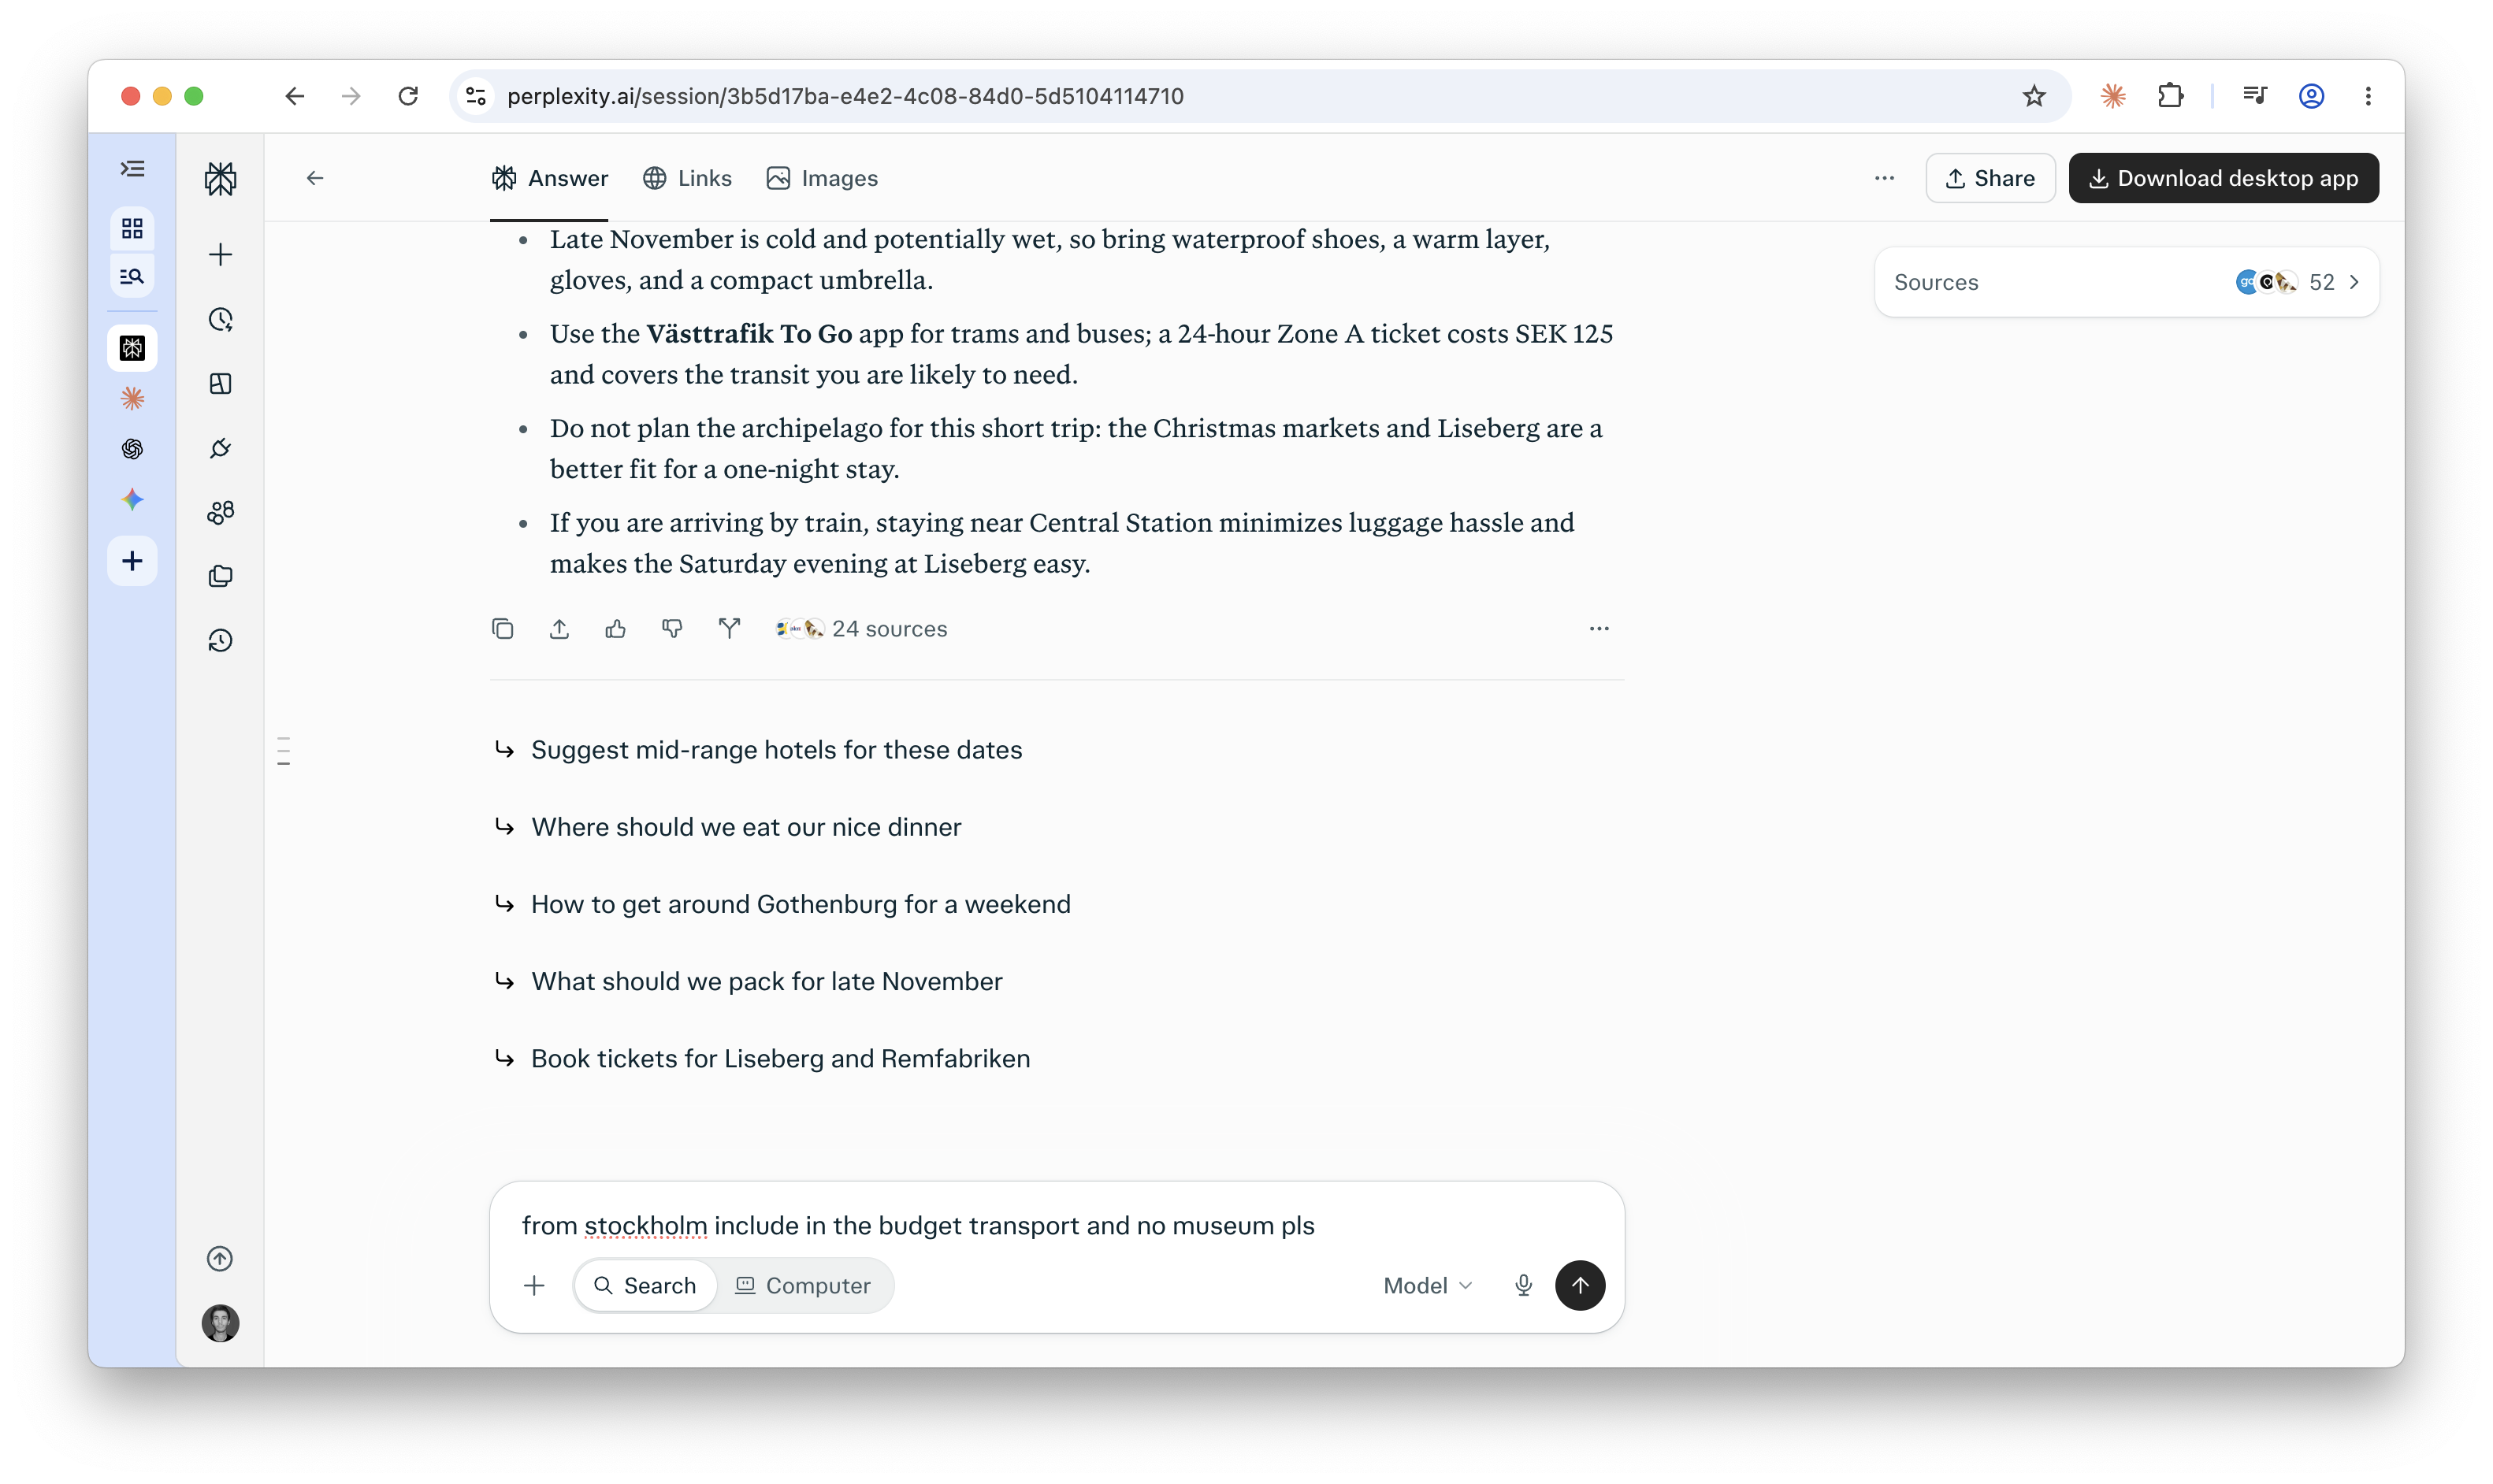 perplexity.ai/session/3b5d17ba-e4e2-4c08-84d0-5d5104114710
Answer
Links
Images
Share
Download desktop app
Late November is cold and potentially wet, so bring waterproof shoes, a warm layer,
gloves, and a compact umbrella.
Use the Västtrafik To Go app for trams and buses; a 24-hour Zone A ticket costs SEK 125
and covers the transit you are likely to need.
Do not plan the archipelago for this short trip: the Christmas markets and Liseberg are a
better fit for a one-night stay.
If you are arriving by train, staying near Central Station minimizes luggage hassle and
makes the Saturday evening at Liseberg easy.
24 sources
Sources
52
Suggest mid-range hotels for these dates
Where should we eat our nice dinner
How to get around Gothenburg for a weekend
What should we pack for late November
Book tickets for Liseberg and Remfabriken
from stockholm include in the budget transport and no museum pls
Search
Computer
Model